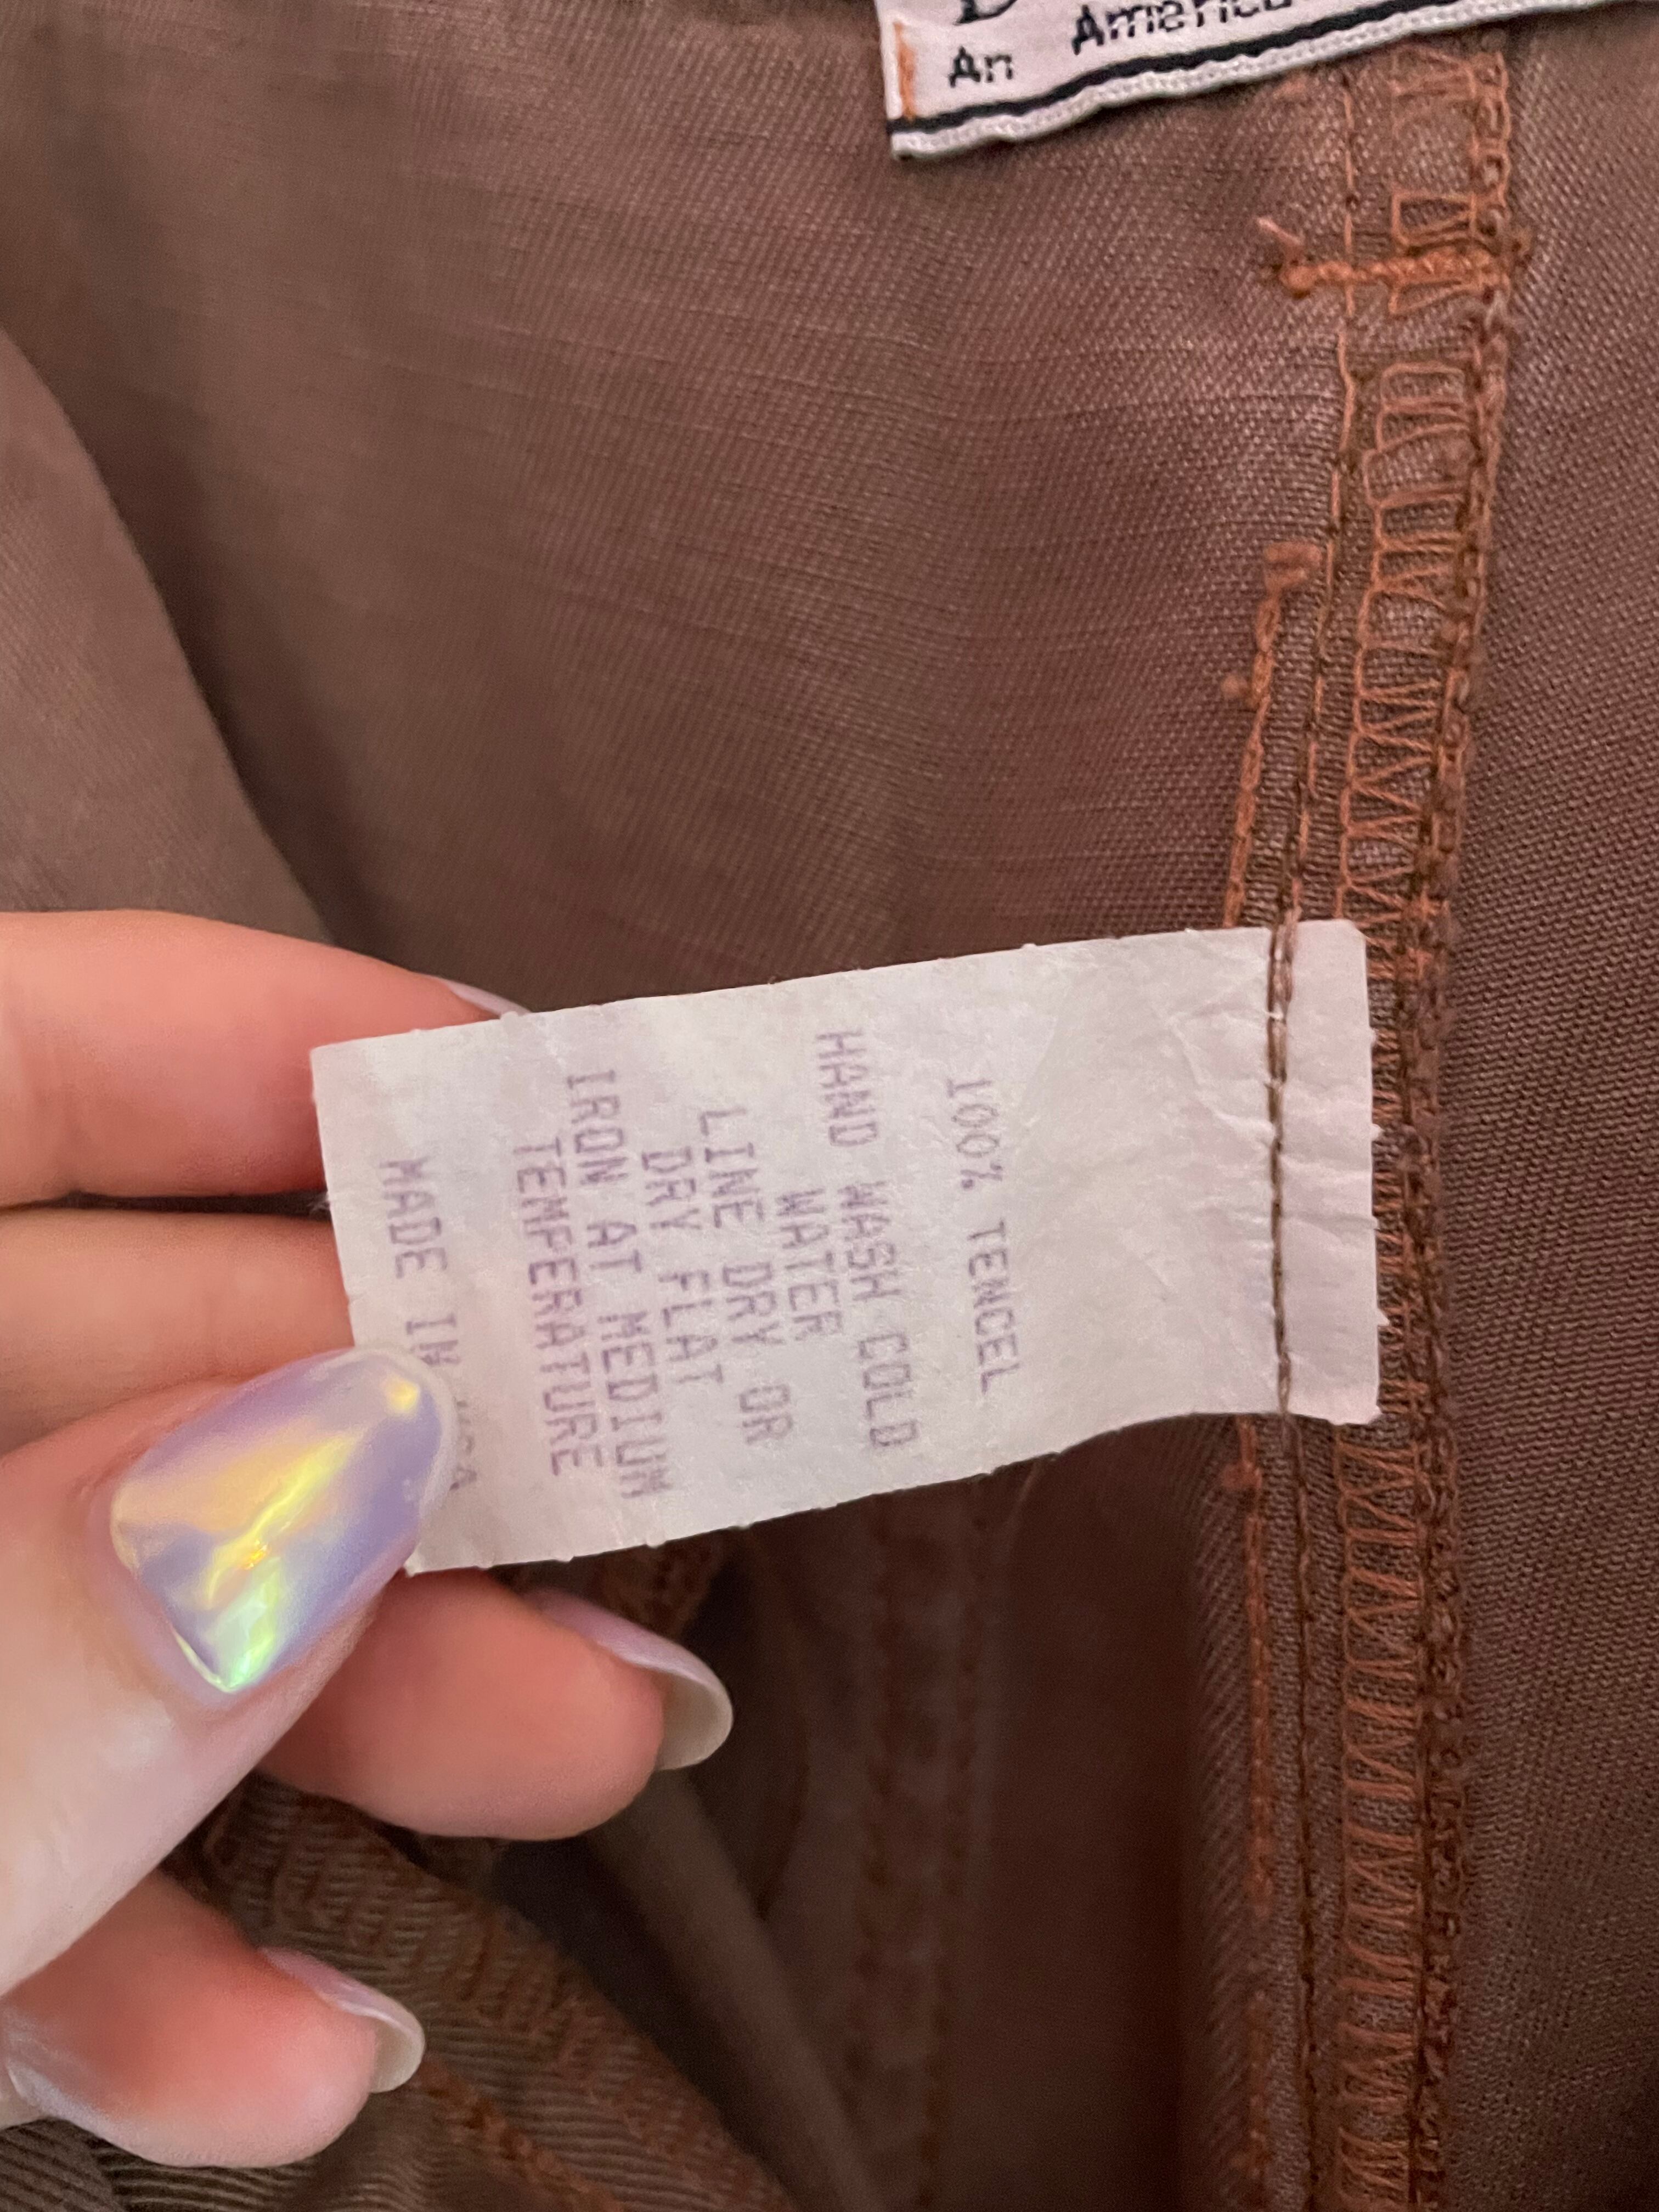 An America
100% TENCEL
HAND WASH COLD
WATER
LINE DRY OR
DRY FLAT
IRON AT MEDIUM
TEMPERATURE
MADE IN